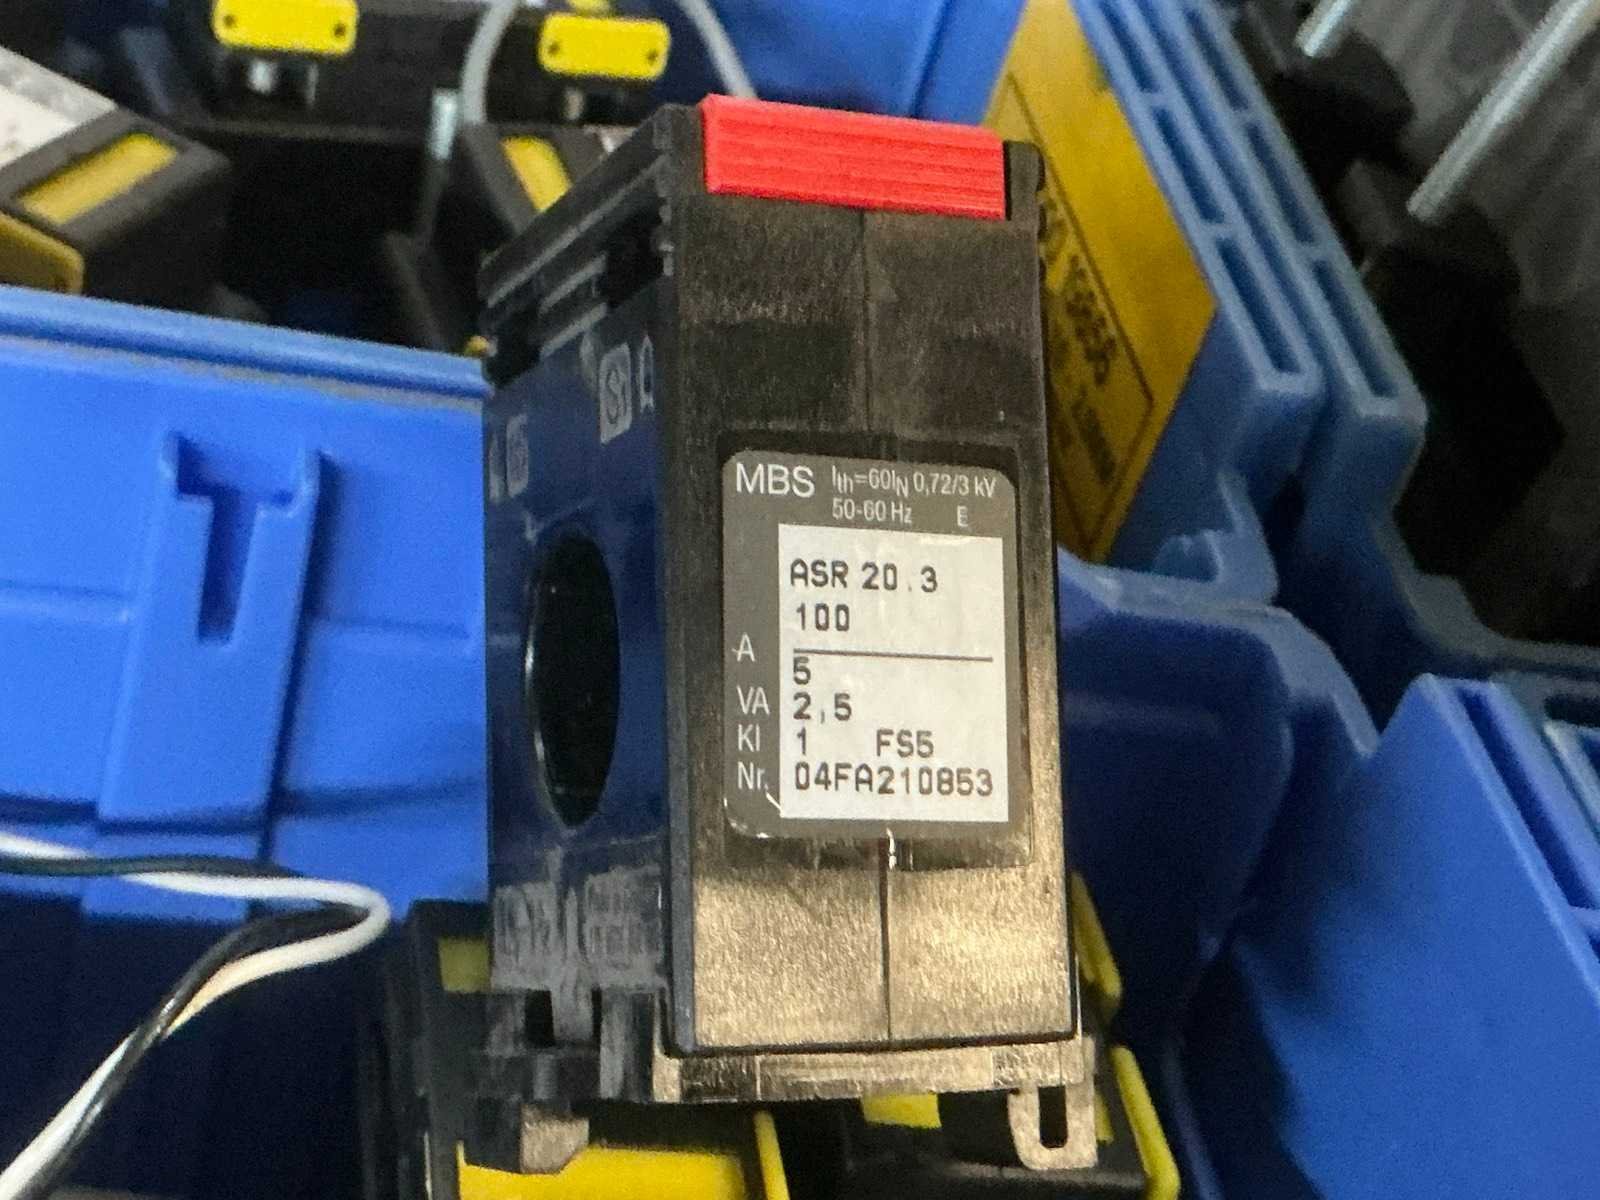 MBS Ith=60IN 0,72/3 kV
50-60 Hz E
ASR 20.3
100
A
5
VA 2,5
Kl 1 FS5
Nr. 04FA210853
S1